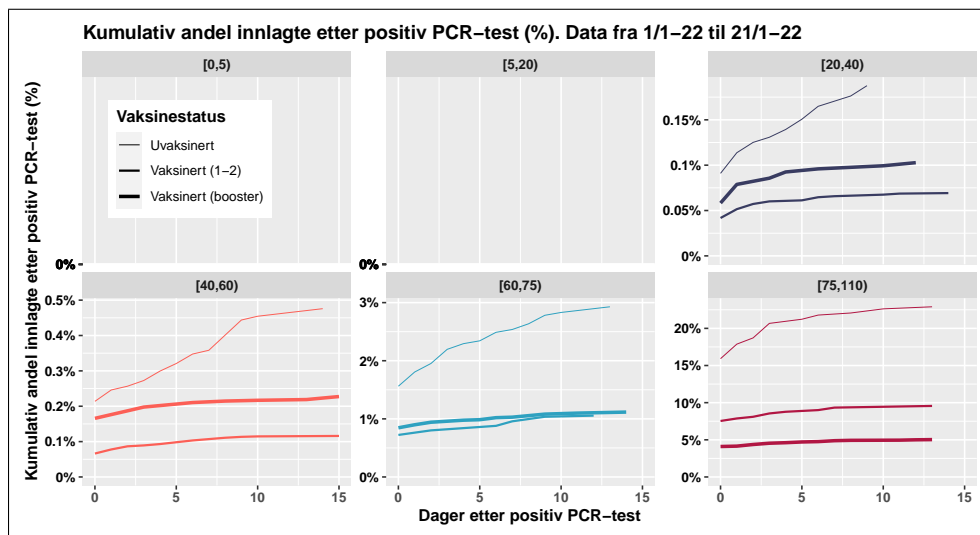 Kumulativ andel innlagte etter positiv PCR−test (%). Data fra 1/1−22 til 21/1−22
Kumulativ andel innlagte etter positiv PCR−test (%)
[0,5)
[5,20)
[20,40)
Vaksinestatus
Uvaksinert
Vaksinert (1−2)
Vaksinert (booster)
0%
0%
0.15%
0.1%
0.05%
0%
[40,60)
[60,75)
[75,110)
0.5%
0.4%
0.3%
0.2%
0.1%
0%
3%
2%
1%
0%
20%
15%
10%
5%
0%
0 5 10 15
0 5 10 15
0 5 10 15
Dager etter positiv PCR−test